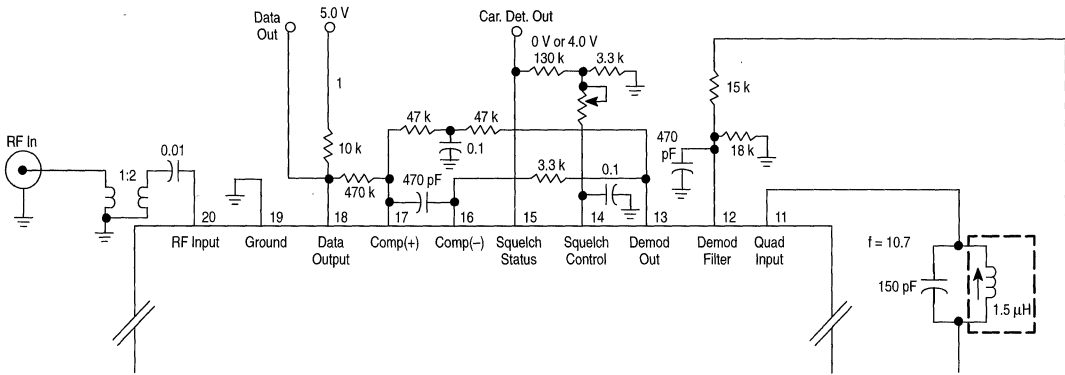 Data
Out
5.0 V
Car. Det. Out
0 V or 4.0 V
130 k
3.3 k
1
15 k
47 k
47 k
RF In
0.01
10 k
0.1
470
pF
18 k
1:2
470 k
470 pF
3.3 k
0.1
20
19
18
17
16
15
14
13
12
11
RF Input
Ground
Data
Output
Comp(+)
Comp(–)
Squelch
Status
Squelch
Control
Demod
Out
Demod
Filter
Quad
Input
f = 10.7
150 pF
1.5 µH